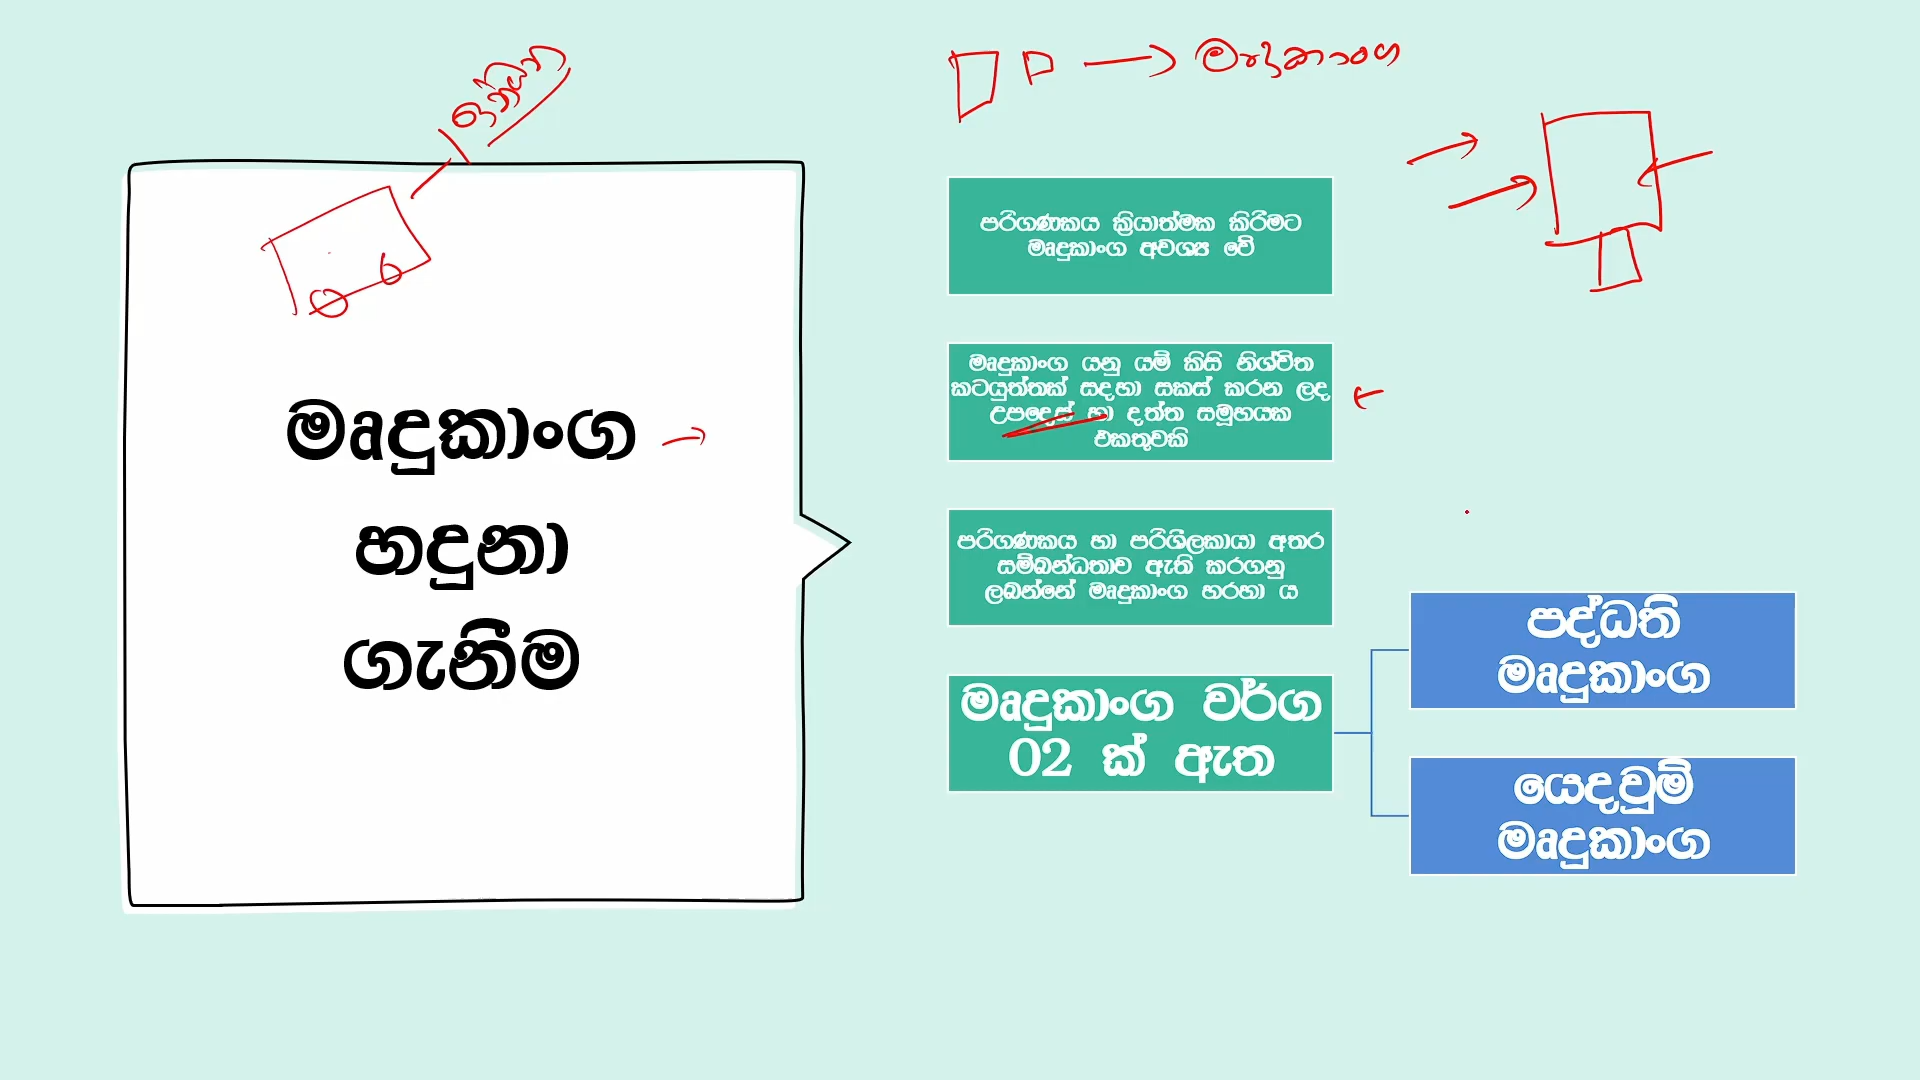 මෘදුකාංග
හදුනා
ගැනීම
පරිගණකය ක්‍රියාත්මක කිරීමට
මෘදුකාංග අවශ්‍ය වේ
මෘදුකාංග යනු යම් කිසි නිශ්චිත
කටයුත්තක් සදහා සකස් කරන ලද
උපදෙස් හා දත්ත සමූහයක
එකතුවකි
පරිගණකය හා පරිශීලකයා අතර
සම්බන්ධතාව ඇති කරගනු
ලබන්නේ මෘදුකාංග හරහා ය
මෘදුකාංග වර්ග
02 ක් ඇත
පද්ධති
මෘදුකාංග
යෙදවුම්
මෘදුකාංග